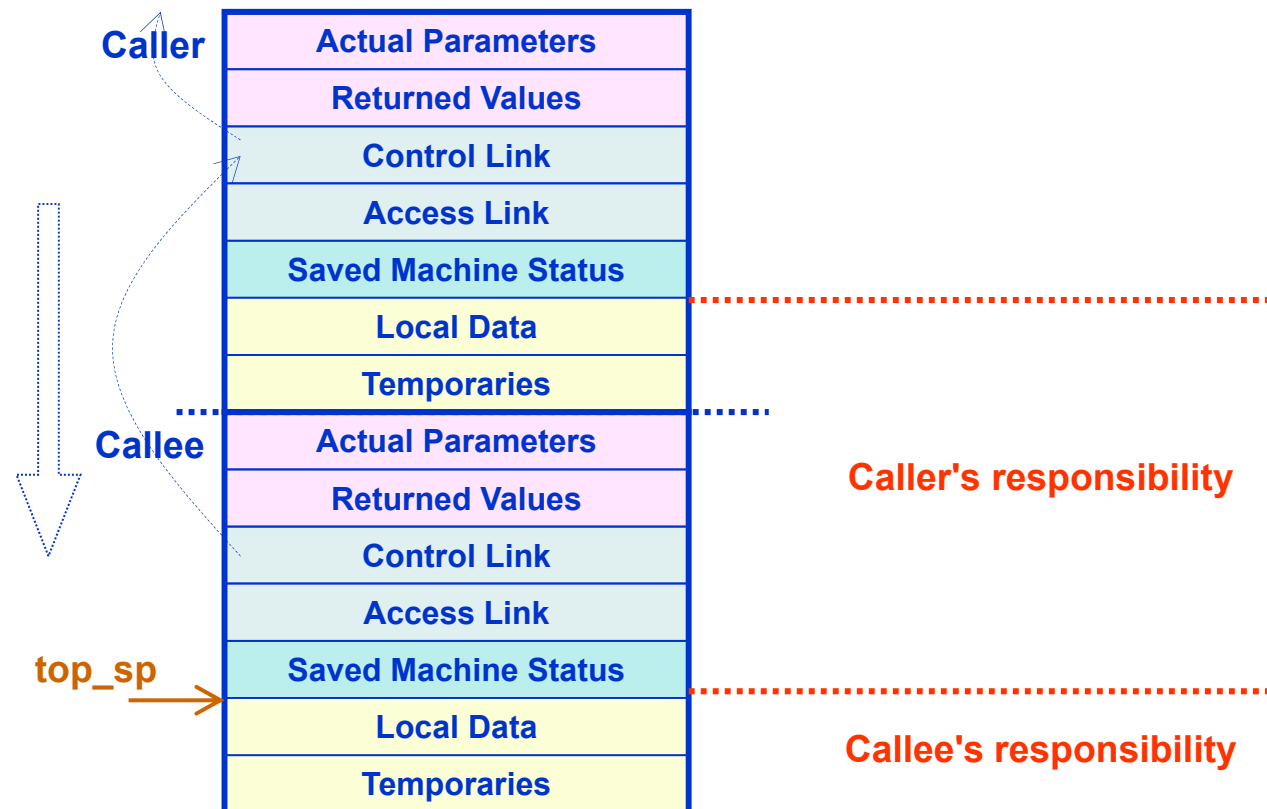 Caller
Actual Parameters
Returned Values
Control Link
Access Link
Saved Machine Status
Local Data
Temporaries
Callee
Actual Parameters
Returned Values
Caller's responsibility
Control Link
Access Link
top_sp
Saved Machine Status
Local Data
Callee's responsibility
Temporaries